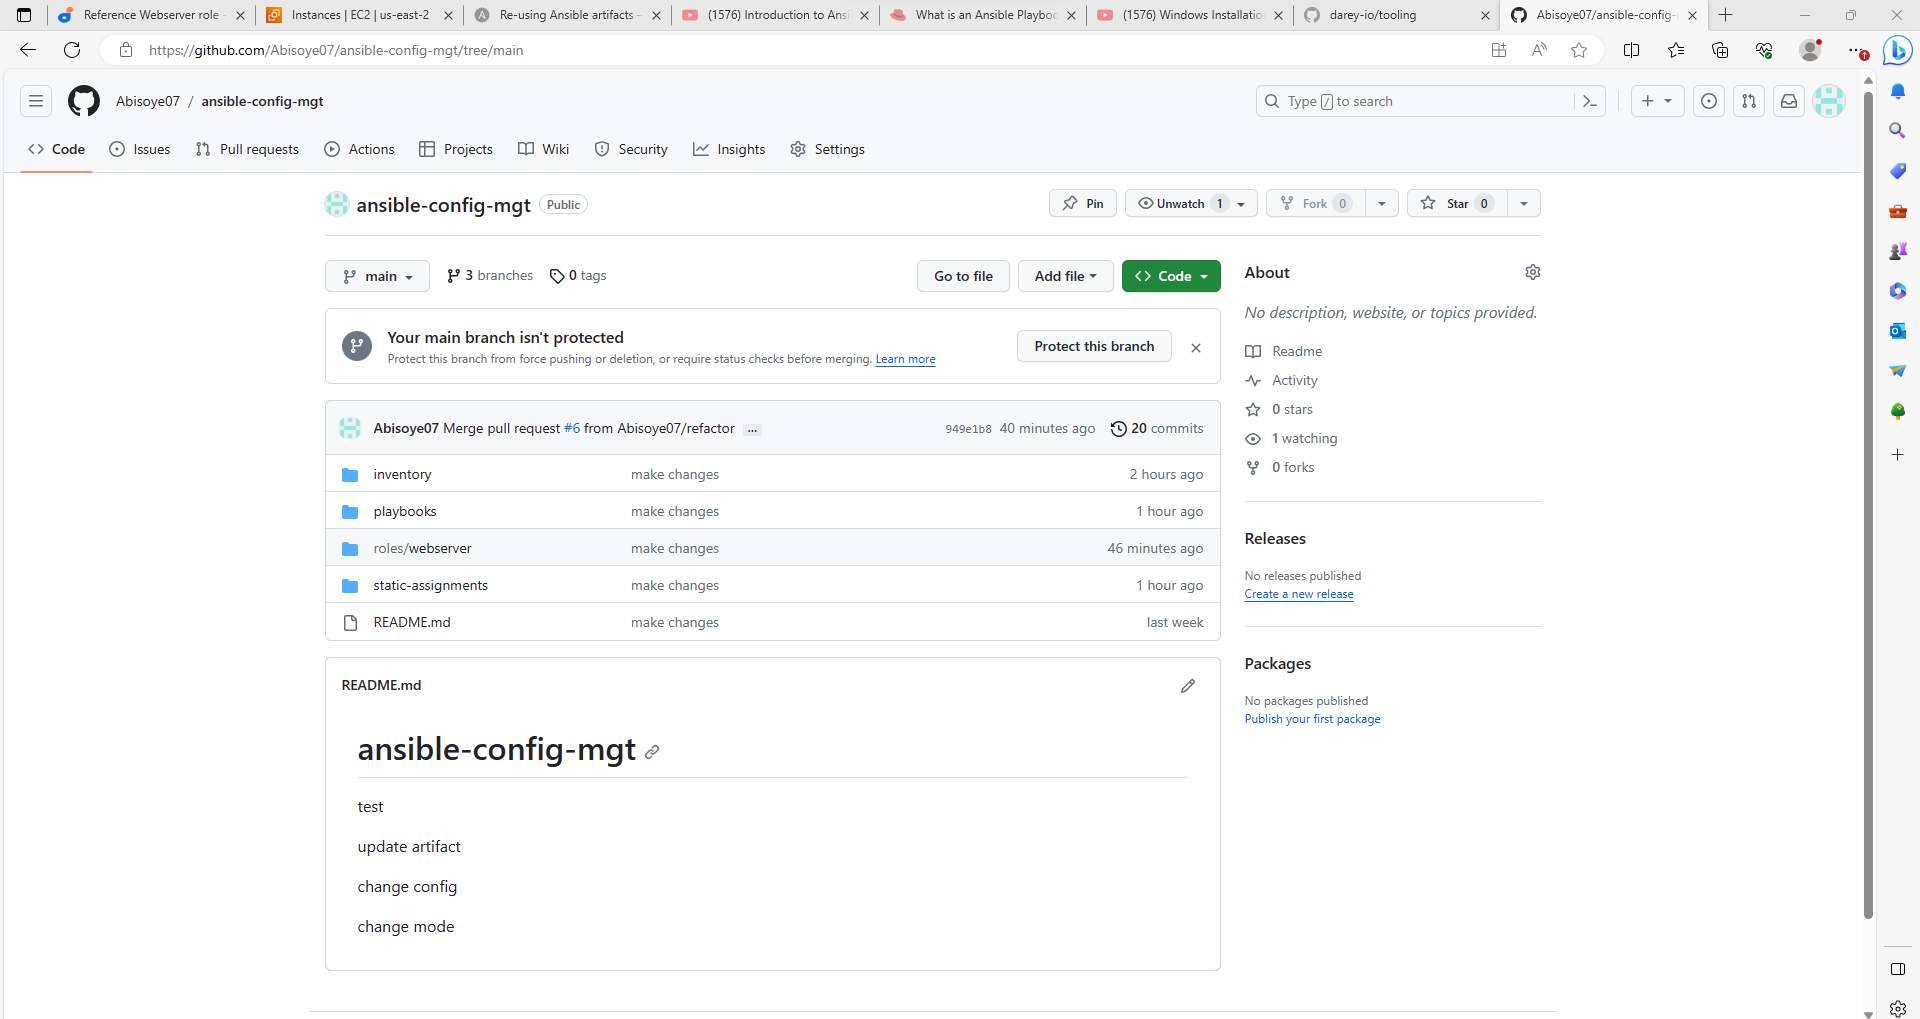 Reference Webserver role -
Instances | EC2 | us-east-2
Re-using Ansible artifacts —
(1576) Introduction to Ansi
What is an Ansible Playboo
(1576) Windows Installatio
darey-io/tooling
Abisoye07/ansible-config-
https://github.com/Abisoye07/ansible-config-mgt/tree/main
Abisoye07 / ansible-config-mgt
Type / to search
Code
Issues
Pull requests
Actions
Projects
Wiki
Security
Insights
Settings
ansible-config-mgt Public
Pin
Unwatch 1
Fork 0
Star 0
main
3 branches
0 tags
Go to file
Add file
Code
Your main branch isn't protected
Protect this branch from force pushing or deletion, or require status checks before merging. Learn more
Protect this branch
Abisoye07 Merge pull request #6 from Abisoye07/refactor ... 949e1b8 40 minutes ago 20 commits
inventory make changes 2 hours ago
playbooks make changes 1 hour ago
roles/webserver make changes 46 minutes ago
static-assignments make changes 1 hour ago
README.md make changes last week
README.md
ansible-config-mgt
test
update artifact
change config
change mode
About
No description, website, or topics provided.
Readme
Activity
0 stars
1 watching
0 forks
Releases
No releases published
Create a new release
Packages
No packages published
Publish your first package